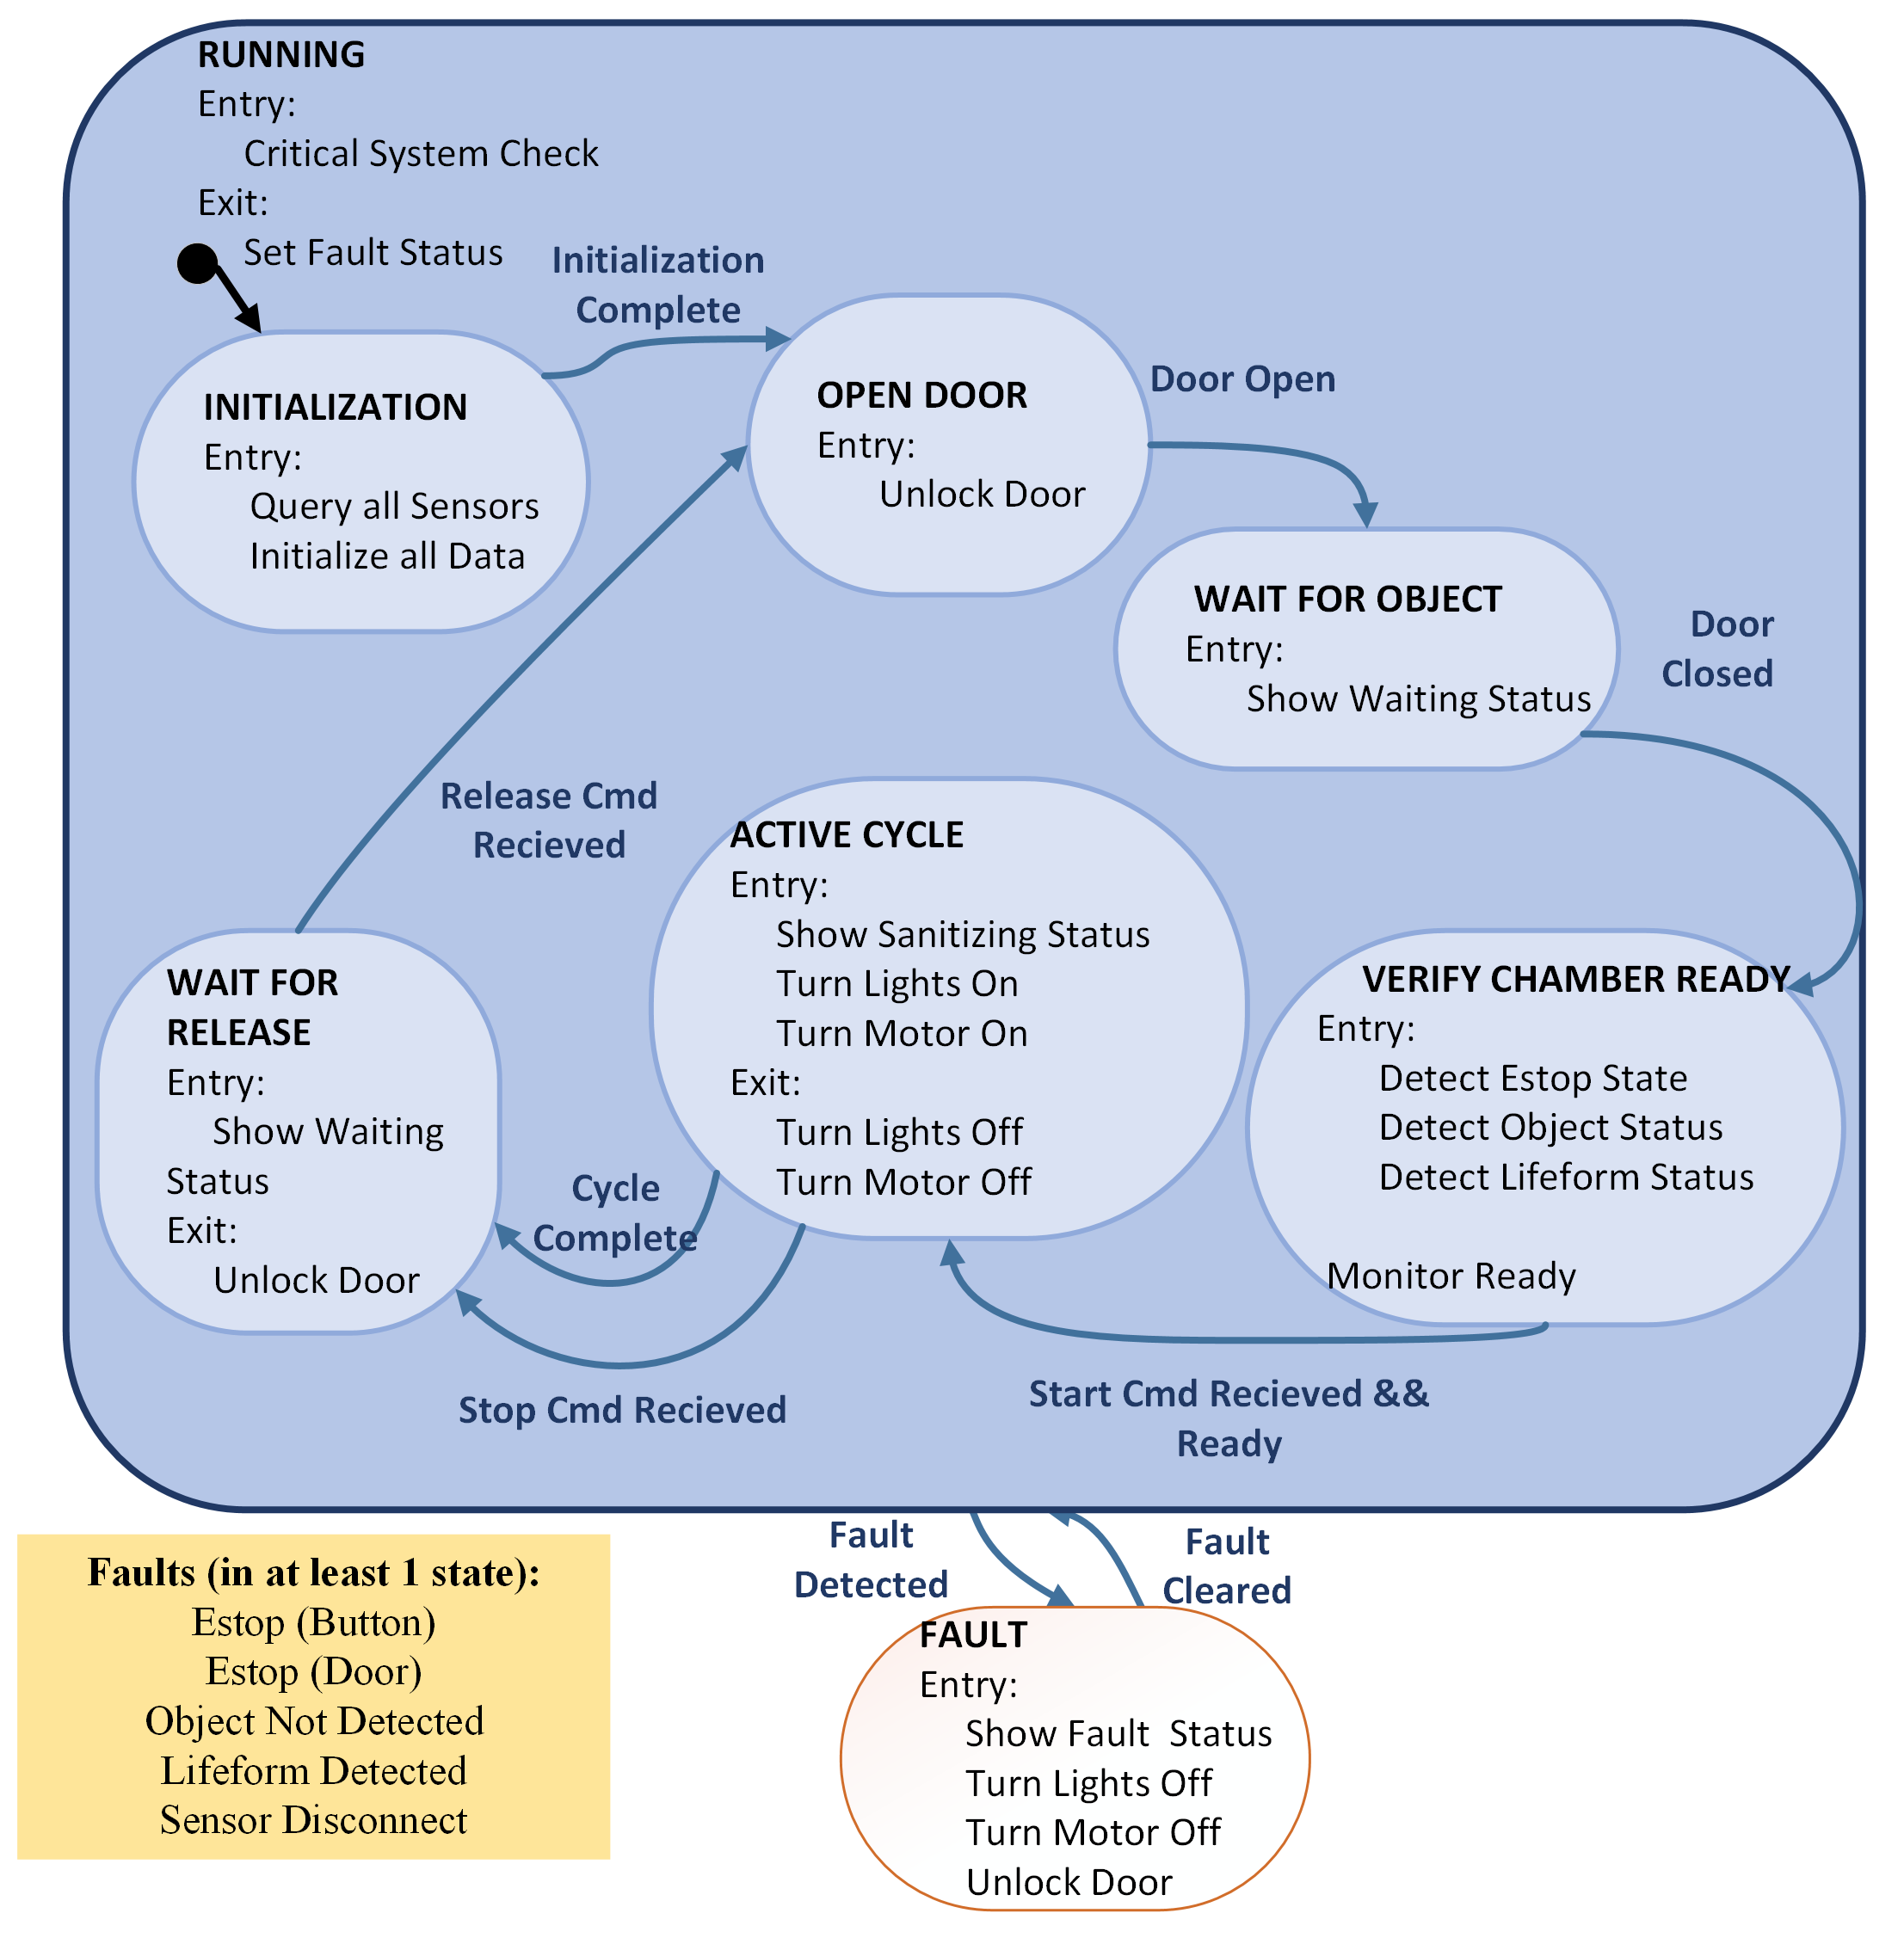 RUNNING
Entry:
Critical System Check
Exit:
Set Fault Status
Initialization
Complete
INITIALIZATION
Entry:
Query all Sensors
Initialize all Data
OPEN DOOR
Entry:
Unlock Door
Door Open
WAIT FOR OBJECT
Entry:
Show Waiting Status
Door
Closed
Release Cmd
Recieved
ACTIVE CYCLE
Entry:
Show Sanitizing Status
Turn Lights On
Turn Motor On
Exit:
Turn Lights Off
Turn Motor Off
VERIFY CHAMBER READY
Entry:
Detect Estop State
Detect Object Status
Detect Lifeform Status
Monitor Ready
WAIT FOR
RELEASE
Entry:
Show Waiting
Status
Exit:
Unlock Door
Cycle
Complete
Stop Cmd Recieved
Start Cmd Recieved &&
Ready
Fault
Detected
Fault
Cleared
Faults (in at least 1 state):
Estop (Button)
Estop (Door)
Object Not Detected
Lifeform Detected
Sensor Disconnect
FAULT
Entry:
Show Fault  Status
Turn Lights Off
Turn Motor Off
Unlock Door